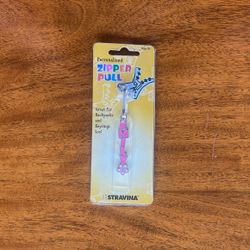 Personalized
ZIPPER
PULL
Great for
Backpacks
and
Keyrings
too!
STRAVINA